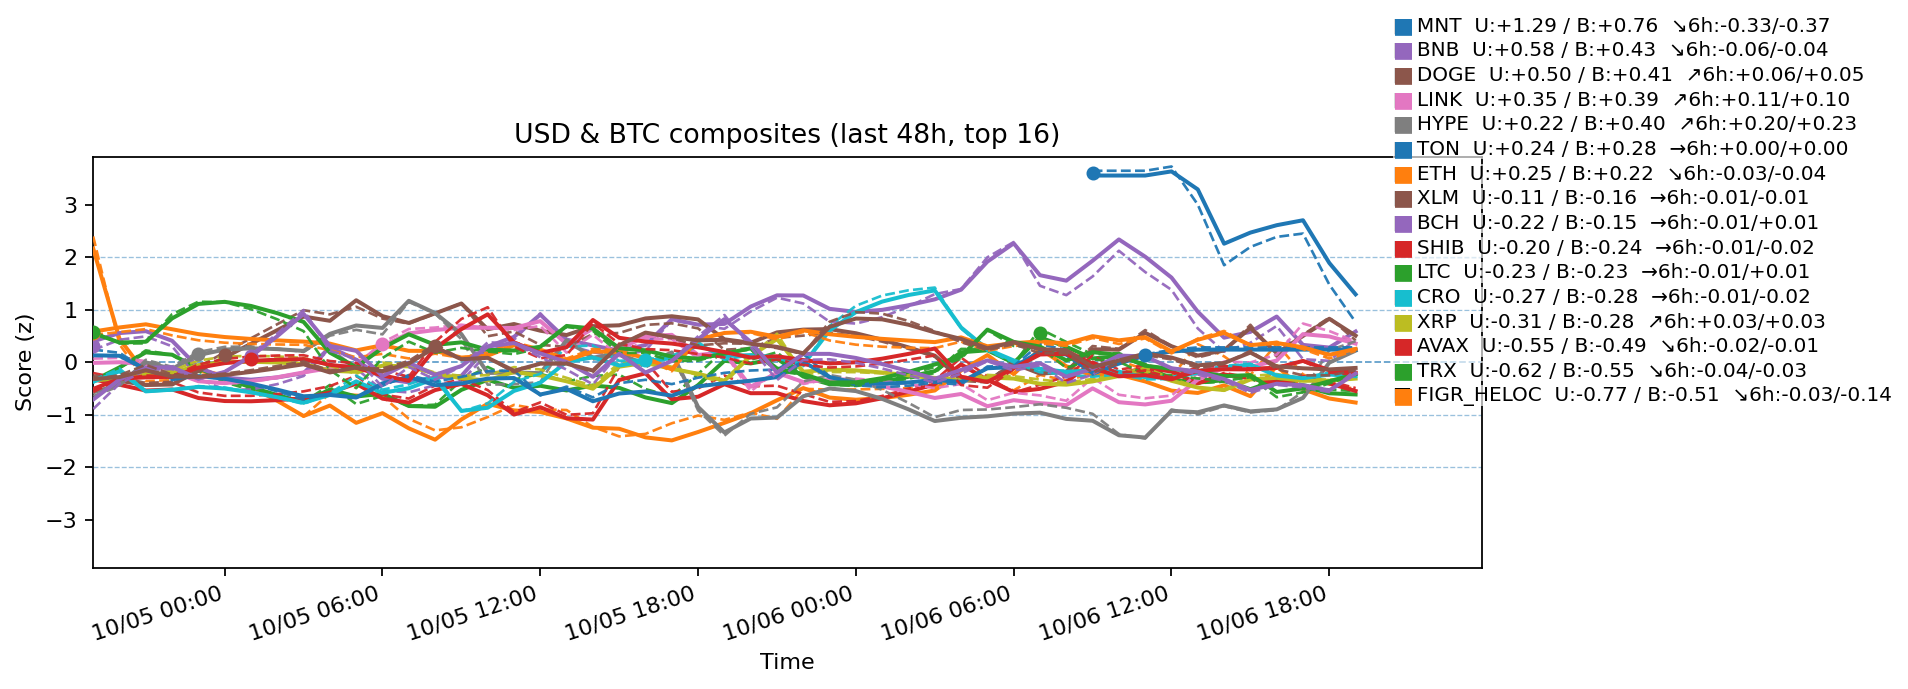 MNT U:+1.29 / B:+0.76 ↘6h:-0.33/-0.37
BNB U:+0.58 / B:+0.43 ↘6h:-0.06/-0.04
DOGE U:+0.50 / B:+0.41 ↗6h:+0.06/+0.05
LINK U:+0.35 / B:+0.39 ↗6h:+0.11/+0.10
HYPE U:+0.22 / B:+0.40 ↗6h:+0.20/+0.23
TON U:+0.24 / B:+0.28 →6h:+0.00/+0.00
ETH U:+0.25 / B:+0.22 ↘6h:-0.03/-0.04
XLM U:-0.11 / B:-0.16 →6h:-0.01/-0.01
BCH U:-0.22 / B:-0.15 →6h:-0.01/+0.01
SHIB U:-0.20 / B:-0.24 →6h:-0.01/-0.02
LTC U:-0.23 / B:-0.23 →6h:-0.01/+0.01
CRO U:-0.27 / B:-0.28 →6h:-0.01/-0.02
XRP U:-0.31 / B:-0.28 ↗6h:+0.03/+0.03
AVAX U:-0.55 / B:-0.49 ↘6h:-0.02/-0.01
TRX U:-0.62 / B:-0.55 ↘6h:-0.04/-0.03
FIGR_HELOC U:-0.77 / B:-0.51 ↘6h:-0.03/-0.14
USD & BTC composites (last 48h, top 16)
Score (z)
3
2
1
0
−1
−2
−3
10/05 00:00
10/05 06:00
10/05 12:00
10/05 18:00
10/06 00:00
10/06 06:00
10/06 12:00
10/06 18:00
Time